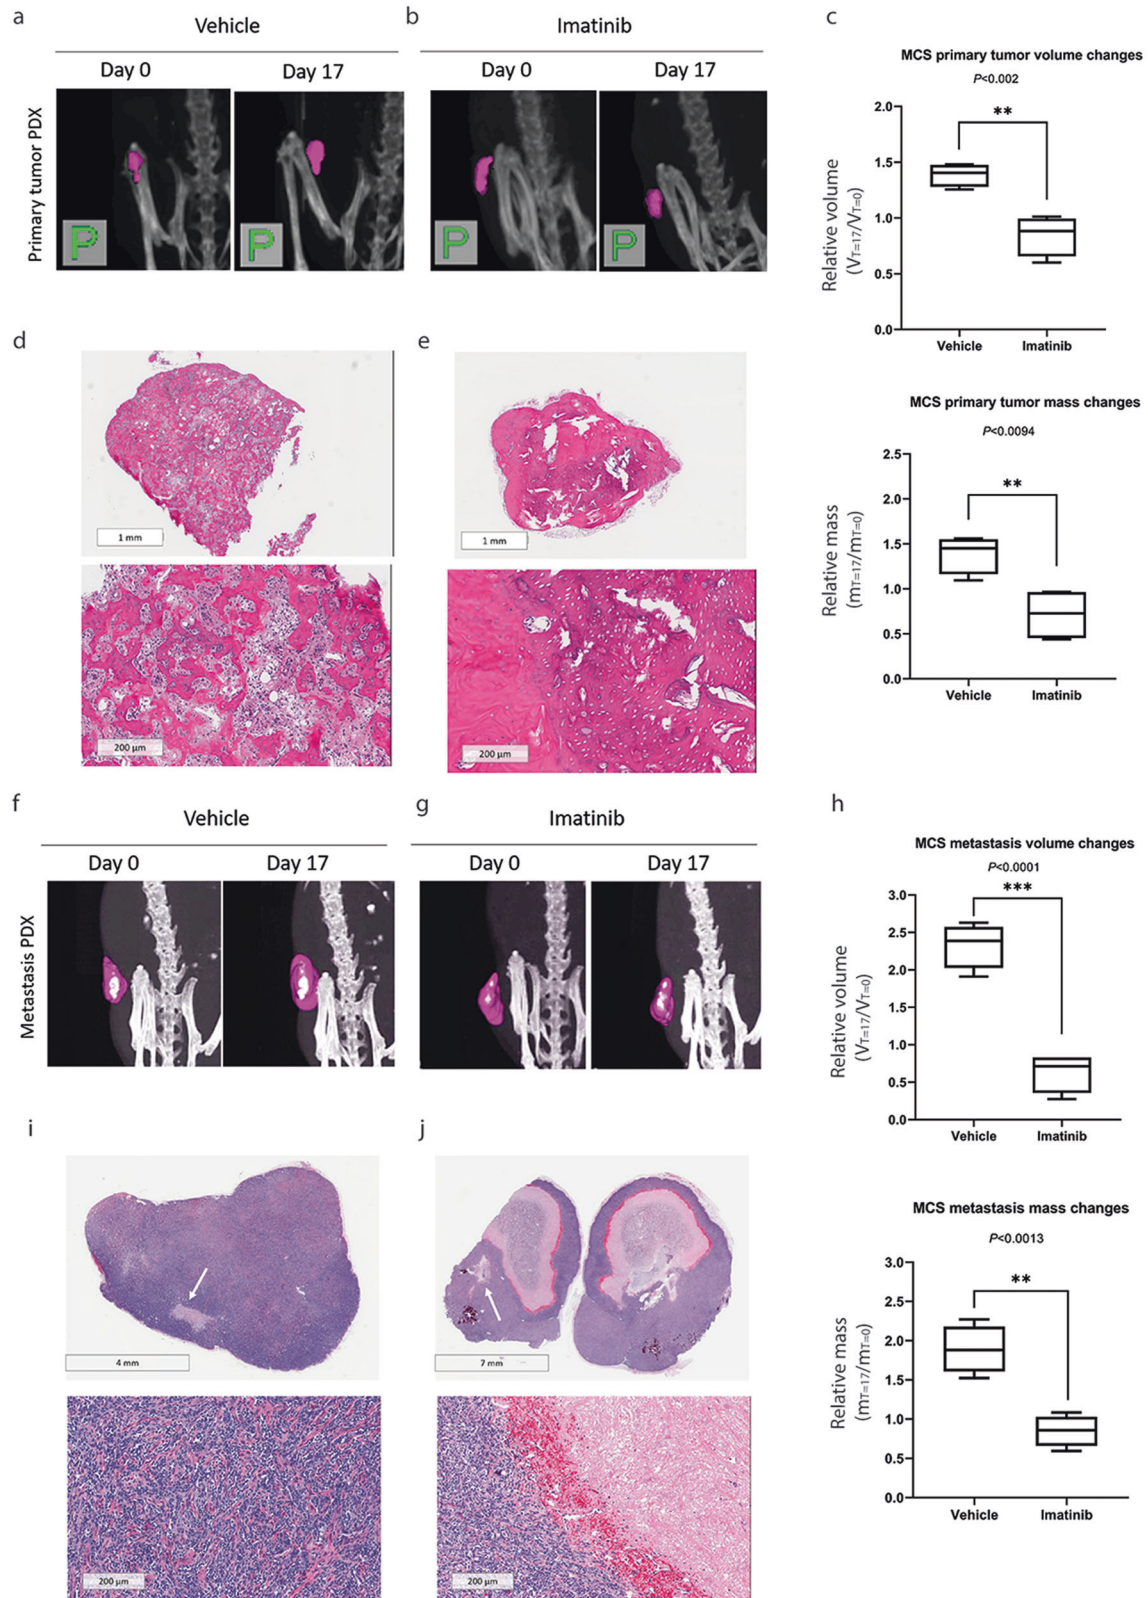 a
Vehicle
Day 0
Day 17
Primary tumor PDX
P
P
b
Imatinib
Day 0
Day 17
P
P
c
MCS primary tumor volume changes
P<0.002
**
2.0
1.5
1.0
0.5
0.0
Relative volume
(VT=17/VT=0)
Vehicle
Imatinib
MCS primary tumor mass changes
P<0.0094
**
2.5
2.0
1.5
1.0
0.5
0.0
Relative mass
(mT=17/mT=0)
Vehicle
Imatinib
d
1 mm
200 µm
e
1 mm
200 µm
f
Vehicle
Day 0
Day 17
Metastasis PDX
g
Imatinib
Day 0
Day 17
h
MCS metastasis volume changes
P<0.0001
***
3.0
2.5
2.0
1.5
1.0
0.5
0.0
Relative volume
(VT=17/VT=0)
Vehicle
Imatinib
MCS metastasis mass changes
P<0.0013
**
3.0
2.5
2.0
1.5
1.0
0.5
0.0
Relative mass
(mT=17/mT=0)
Vehicle
Imatinib
i
4 mm
200 µm
j
7 mm
200 µm